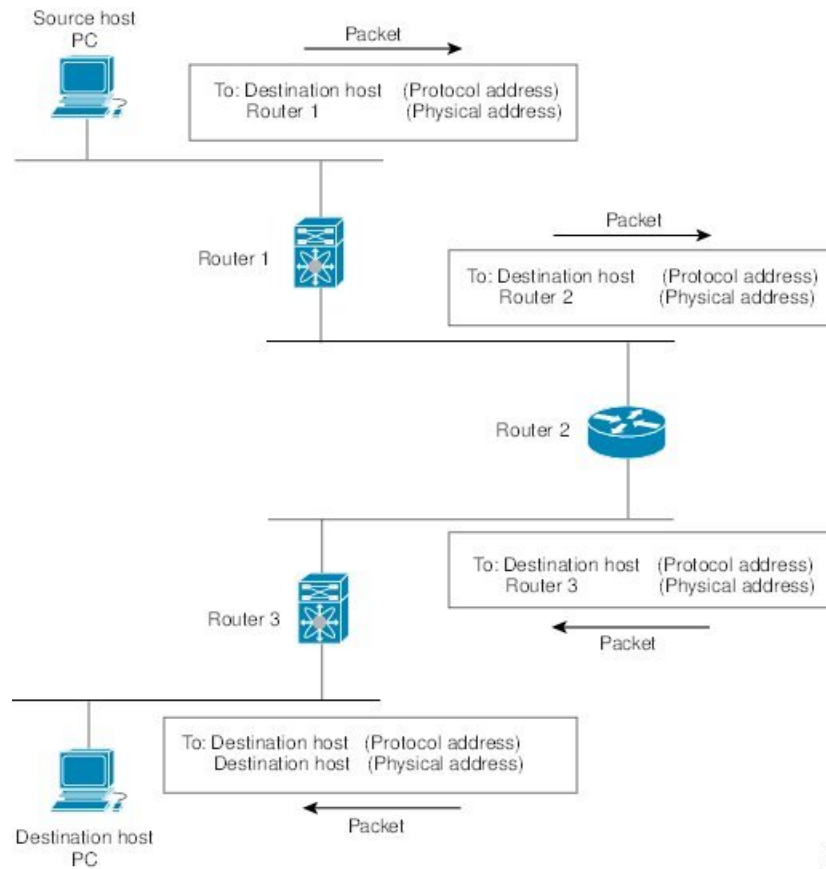 Source host
PC
Packet
To: Destination host (Protocol address)
Router 1 (Physical address)
Router 1
Packet
To: Destination host (Protocol address)
Router 2 (Physical address)
Router 2
To: Destination host (Protocol address)
Router 3 (Physical address)
Router 3
Packet
To: Destination host (Protocol address)
Destination host (Physical address)
Packet
Destination host
PC